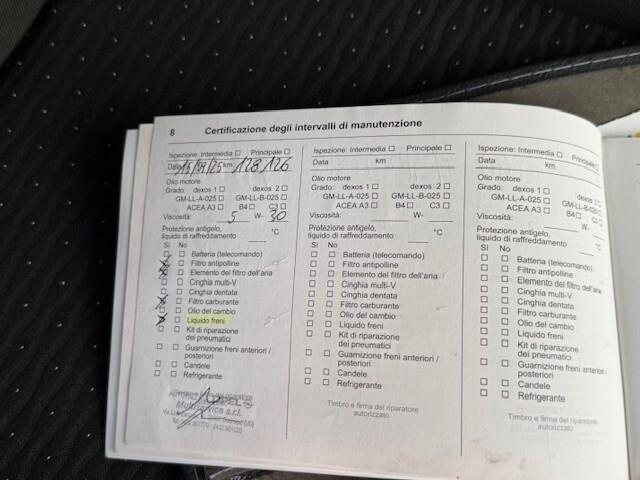 8 Certificazione degli intervalli di manutenzione
Ispezione: Intermedia Principale
Data 15/09/25 km 128126
Olio motore
Grado: dexos 1 dexos 2
GM-LL-A-025 GM-LL-B-025
ACEA A3 B4 C3
Viscosità: 5 W- 30
Protezione antigelo,
liquido di raffreddamento °C
Sì No
Batteria (telecomando)
Filtro antipolline
Elemento del filtro dell'aria
Cinghia multi-V
Cinghia dentata
Filtro carburante
Olio del cambio
Liquido freni
Kit di riparazione
dei pneumatici
Guarnizione freni anteriori /
posteriori
Candele
Refrigerante
Ispezione: Intermedia Principale
Data km
Olio motore
Grado: dexos 1 dexos 2
GM-LL-A-025 GM-LL-B-025
ACEA A3 B4 C3
Viscosità: W-
Protezione antigelo,
liquido di raffreddamento °C
Sì No
Batteria (telecomando)
Filtro antipolline
Elemento del filtro dell'aria
Cinghia multi-V
Cinghia dentata
Filtro carburante
Olio del cambio
Liquido freni
Kit di riparazione
dei pneumatici
Guarnizione freni anteriori /
posteriori
Candele
Refrigerante
Timbro e firma del riparatore
autorizzato
Ispezione: Intermedia Principale
Data km
Olio motore
Grado: dexos 1 dexos 2
GM-LL-A-025 GM-LL-B-025
ACEA A3 B4 C3
Viscosità: W-
Protezione antigelo,
liquido di raffreddamento °C
Sì No
Batteria (telecomando)
Filtro antipolline
Elemento del filtro dell'aria
Cinghia multi-V
Cinghia dentata
Filtro carburante
Olio del cambio
Liquido freni
Kit di riparazione
dei pneumatici
Guarnizione freni anteriori /
posteriori
Candele
Refrigerante
Timbro e firma del riparatore
autorizzato